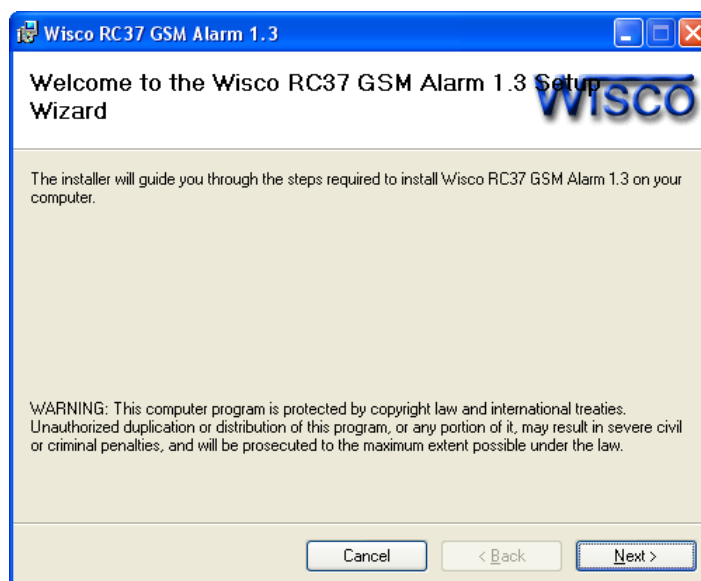 Wisco RC37 GSM Alarm 1.3
Welcome to the Wisco RC37 GSM Alarm 1.3 Setup
Wizard
WISCO
The installer will guide you through the steps required to install Wisco RC37 GSM Alarm 1.3 on your
computer.
WARNING: This computer program is protected by copyright law and international treaties.
Unauthorized duplication or distribution of this program, or any portion of it, may result in severe civil
or criminal penalties, and will be prosecuted to the maximum extent possible under the law.
Cancel
< Back
Next >